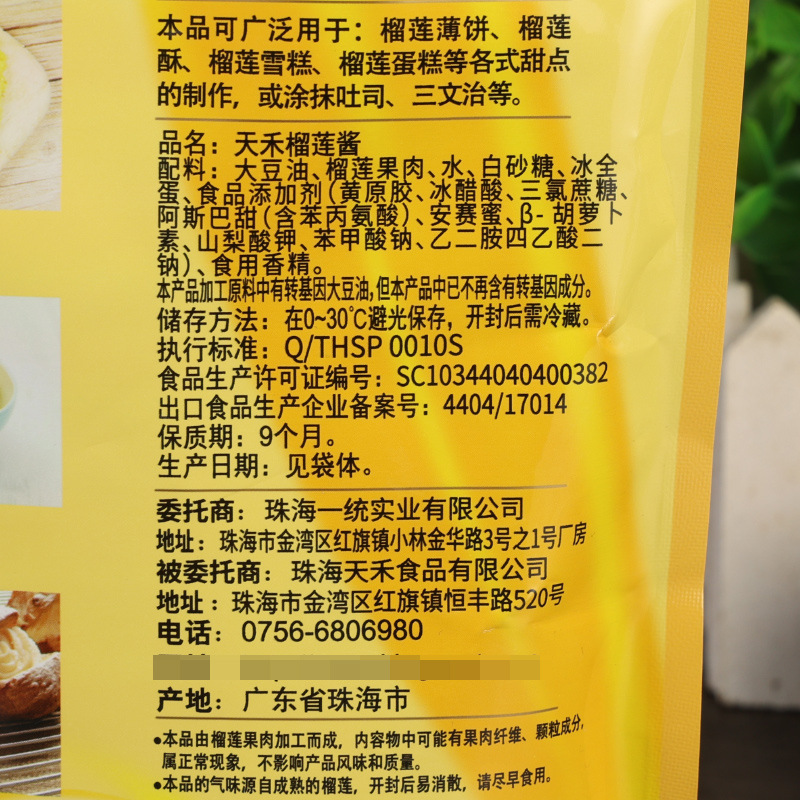 本品可广泛用于：榴莲薄饼、榴莲
酥、榴莲雪糕、榴莲蛋糕等各式甜点
的制作，或涂抹吐司、三文治等。
品名：天禾榴莲酱
配料：大豆油、榴莲果肉、水、白砂糖、冰全
蛋、食品添加剂（黄原胶、冰醋酸、三氯蔗糖、
阿斯巴甜（含苯丙氨酸）、安赛蜜、β-胡萝卜
素、山梨酸钾、苯甲酸钠、乙二胺四乙酸二
钠）、食用香精。
本产品加工原料中有转基因大豆油,但本产品中已不再含有转基因成分。
储存方法：在0~30℃避光保存，开封后需冷藏。
执行标准：Q/THSP 0010S
食品生产许可证编号：SC10344040400382
出口食品生产企业备案号：4404/17014
保质期：9个月。
生产日期：见袋体。
委托商：珠海一统实业有限公司
地址：珠海市金湾区红旗镇小林金华路3号之1号厂房
被委托商：珠海天禾食品有限公司
地址：珠海市金湾区红旗镇恒丰路520号
电话：0756-6806980
产地：广东省珠海市
●本品由榴莲果肉加工而成，内容物中可能有果肉纤维、颗粒成分，
属正常现象，不影响产品风味和质量。
●本品的气味源自成熟的榴莲，开封后易消散，请尽早食用。